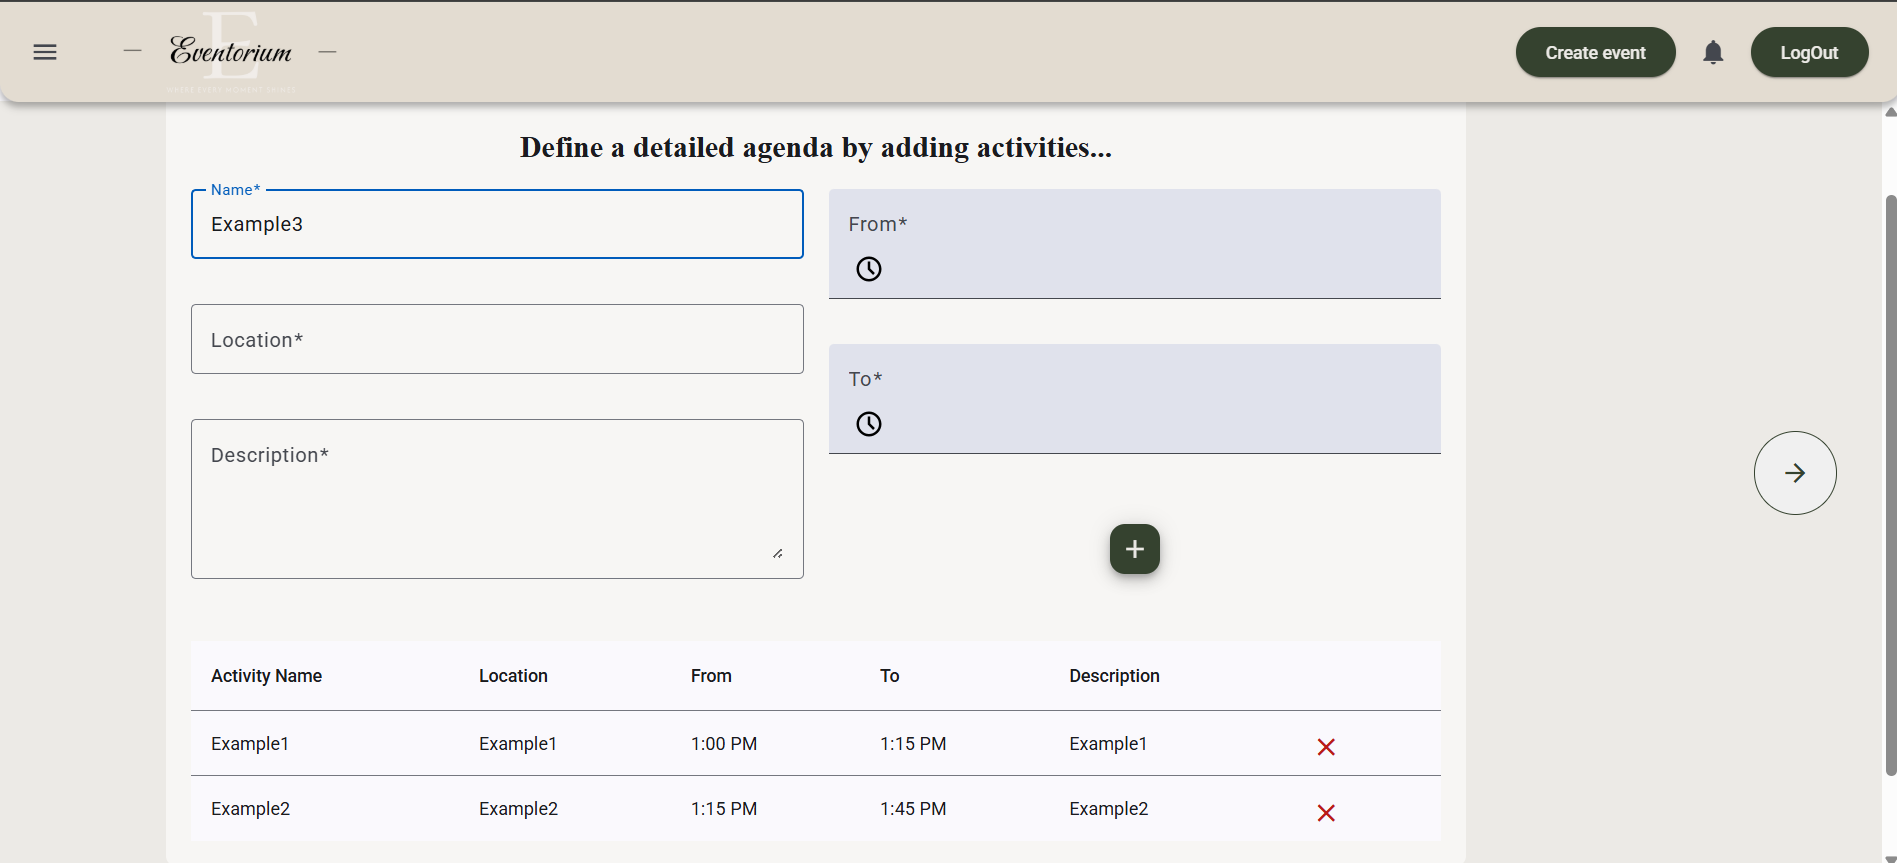 Eventorium
Create event
LogOut
Define a detailed agenda by adding activities...
Name*
Example3
From*
Location*
To*
Description*
Activity Name Location From To Description
Example1 Example1 1:00 PM 1:15 PM Example1
Example2 Example2 1:15 PM 1:45 PM Example2